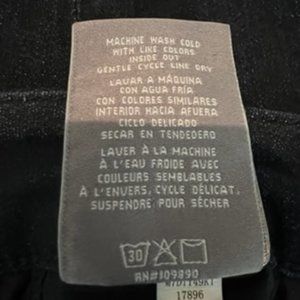 MACHINE WASH COLD
WITH LIKE COLORS
INSIDE OUT
GENTLE CYCLE LINE DRY
LAVAR A MÁQUINA
CON AGUA FRÍA
CON COLORES SIMILARES
INTERIOR HACIA AFUERA
CICLO DELICADO
SECAR EN TENDEDERO
LAVER À LA MACHINE
À L'EAU FROIDE AVEC
COULEURS SEMBLABLES
À L'ENVERS, CYCLE DÉLICAT,
SUSPENDRE POUR SÉCHER
30
RN#109890
17896